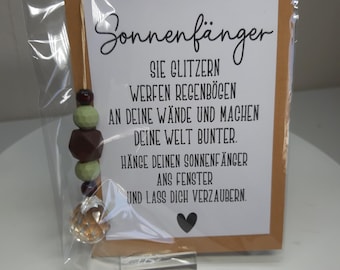 Sonnenfänger
SIE GLITZERN
WERFEN REGENBÖGEN
AN DEINE WÄNDE UND MACHEN
DEINE WELT BUNTER.
HÄNGE DEINEN SONNENFÄNGER
ANS FENSTER
UND LASS DICH VERZAUBERN.